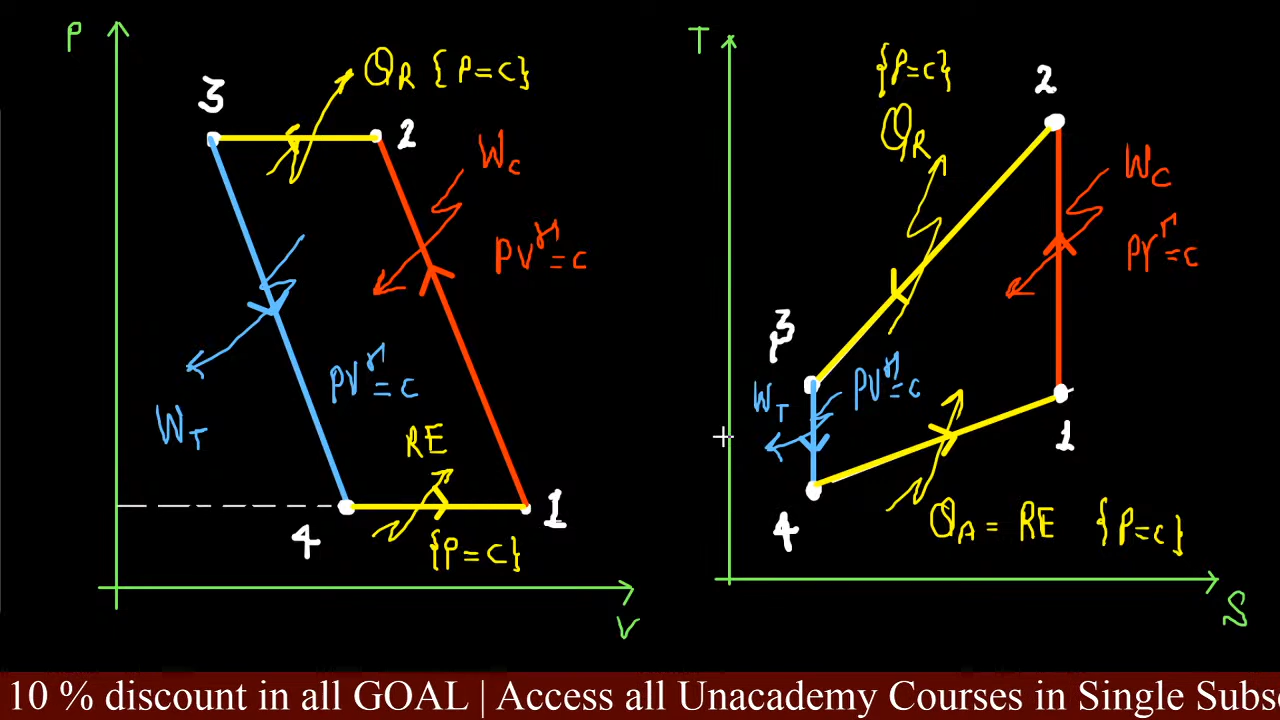 P
3
Q_R {P=C}
2
W_C
PV^γ=C
W_T
PV^γ=C
RE
4
{P=C}
1
V
T
{P=C}
Q_R
2
W_C
PV^γ=C
3
W_T
PV^γ=C
1
4
Q_A = RE {P=C}
S
10 % discount in all GOAL | Access all Unacademy Courses in Single Subs